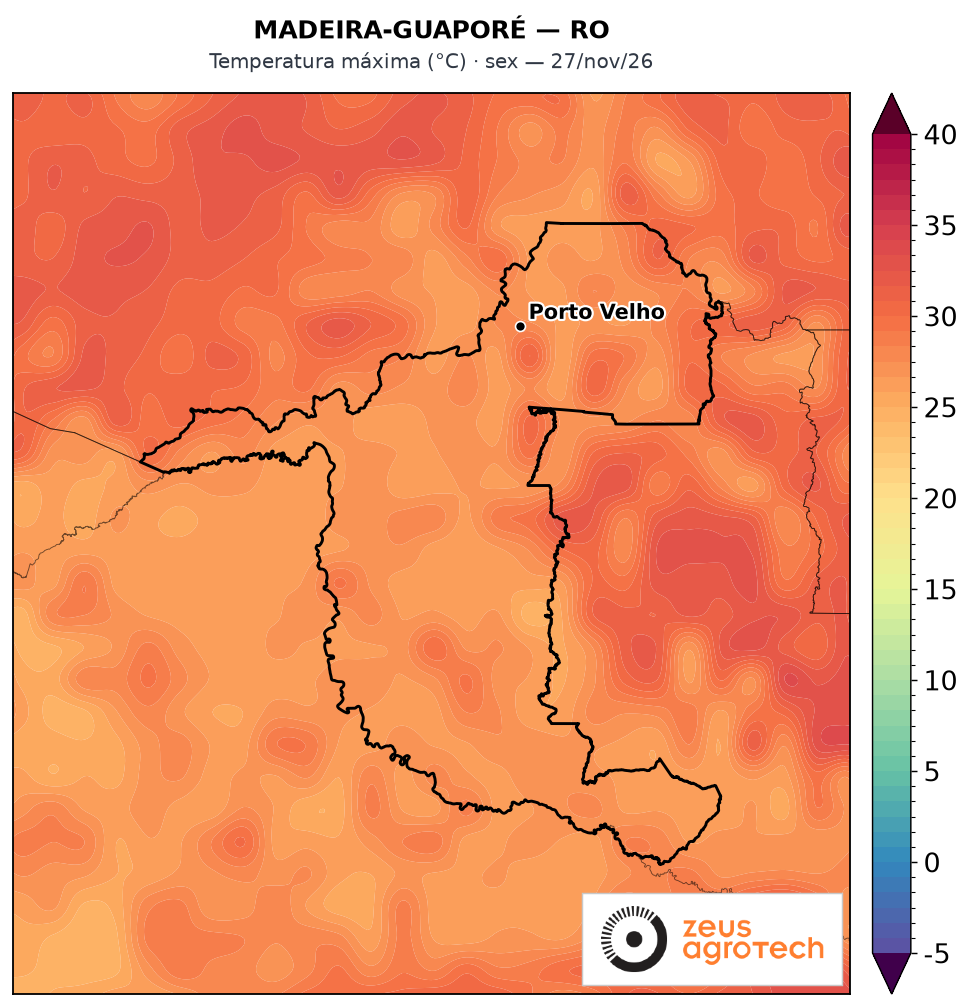 MADEIRA-GUAPORÉ — RO
Temperatura máxima (°C) · sex — 27/nov/26
40
35
30
25
20
15
10
5
0
-5
Porto Velho
zeus
agrotech